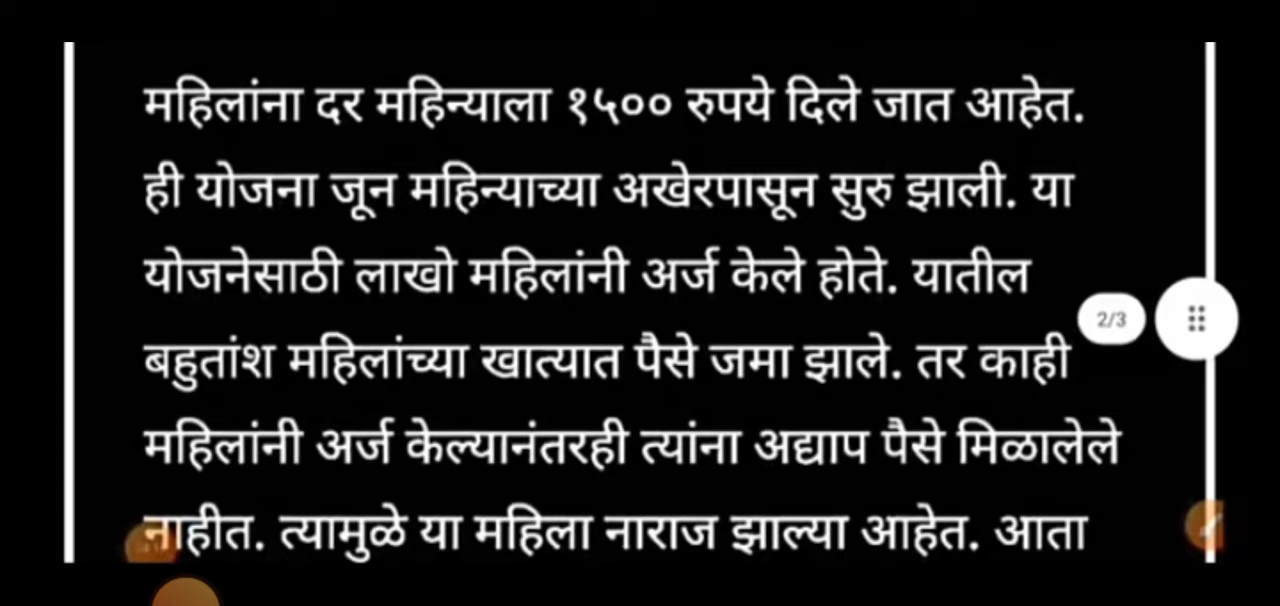 महिलांना दर महिन्याला १५०० रुपये दिले जात आहेत.
ही योजना जून महिन्याच्या अखेरपासून सुरु झाली. या
योजनेसाठी लाखो महिलांनी अर्ज केले होते. यातील
2/3
बहुतांश महिलांच्या खात्यात पैसे जमा झाले. तर काही
महिलांनी अर्ज केल्यानंतरही त्यांना अद्याप पैसे मिळालेले
नाहीत. त्यामुळे या महिला नाराज झाल्या आहेत. आता